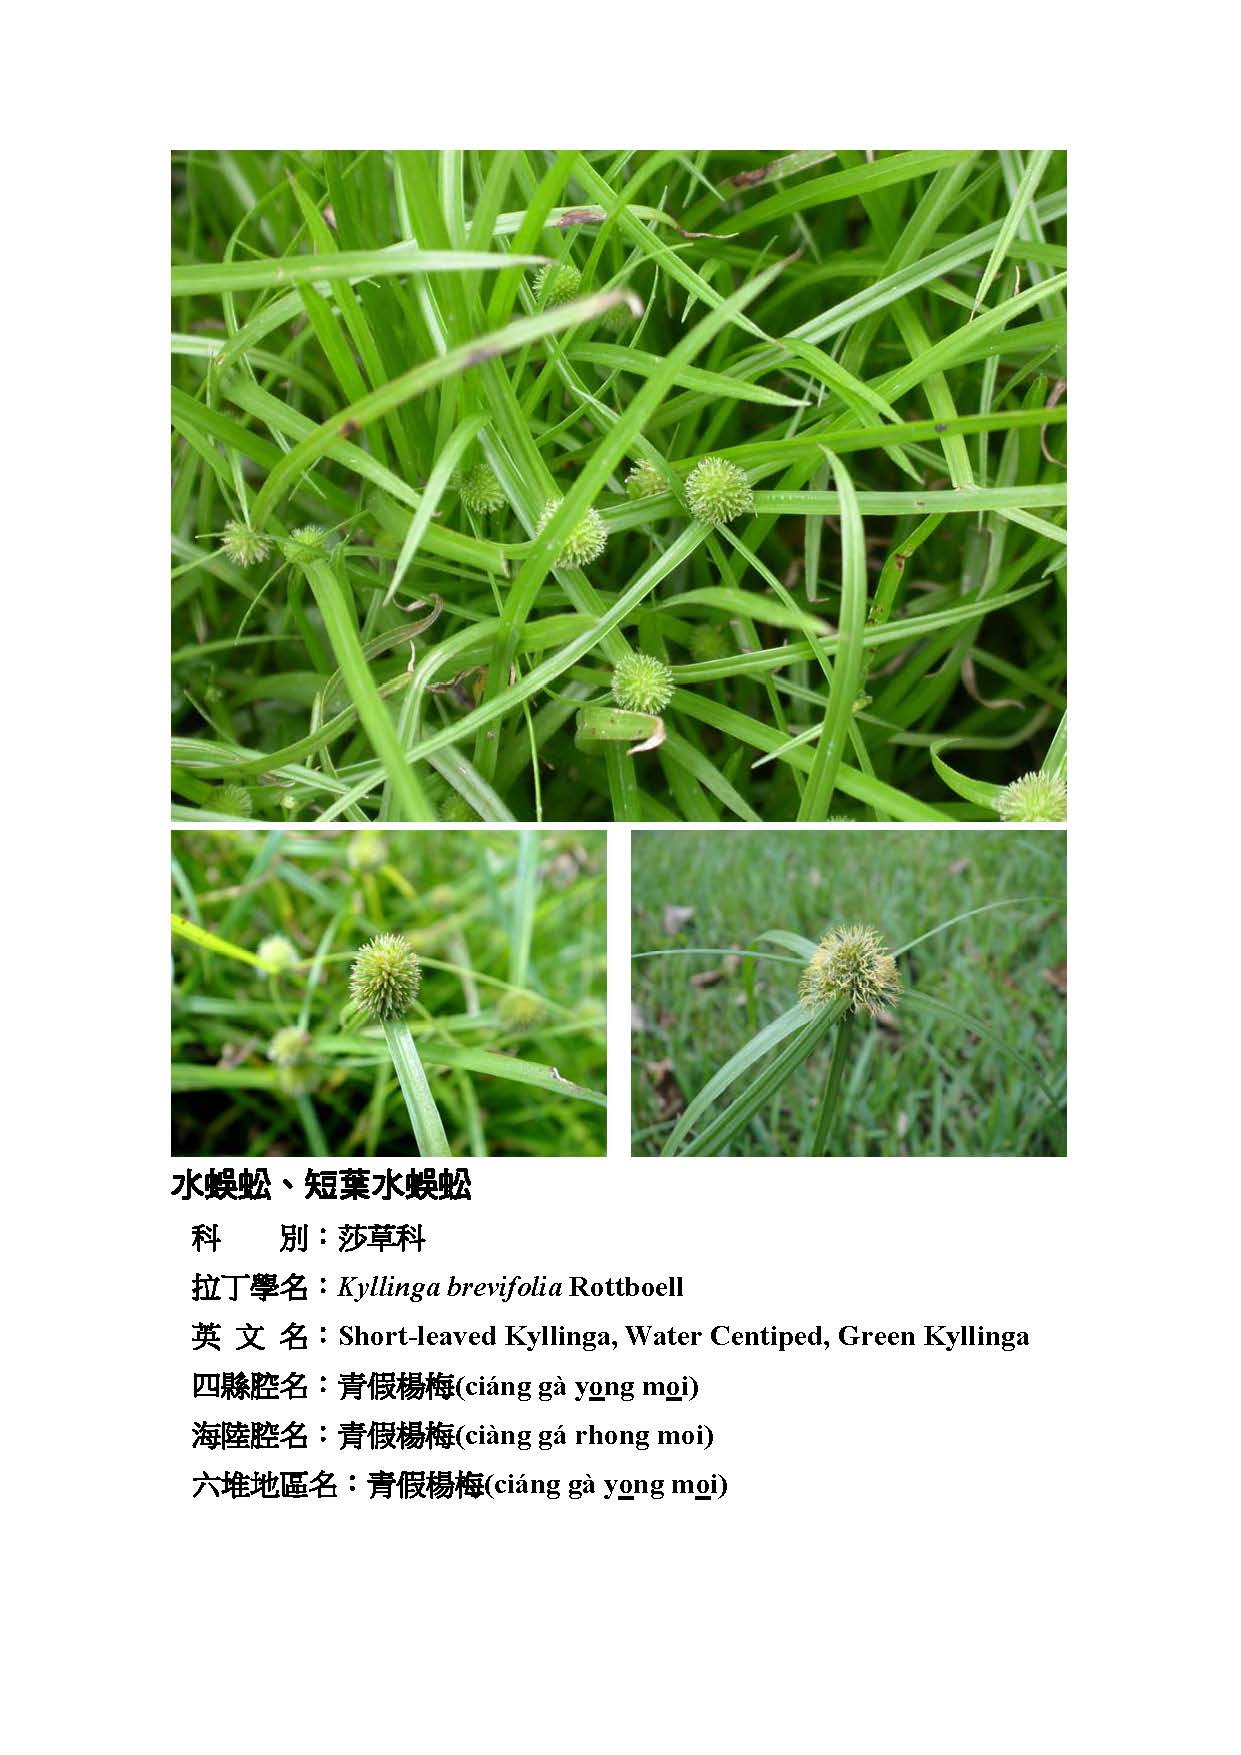 水蜈蚣、短葉水蜈蚣
科　　別：莎草科
拉丁學名：Kyllinga brevifolia Rottboell
英 文 名：Short-leaved Kyllinga, Water Centiped, Green Kyllinga
四縣腔名：青假楊梅(ciáng gà yong moi)
海陸腔名：青假楊梅(ciàng gá rhong moi)
六堆地區名：青假楊梅(ciáng gà yong moi)